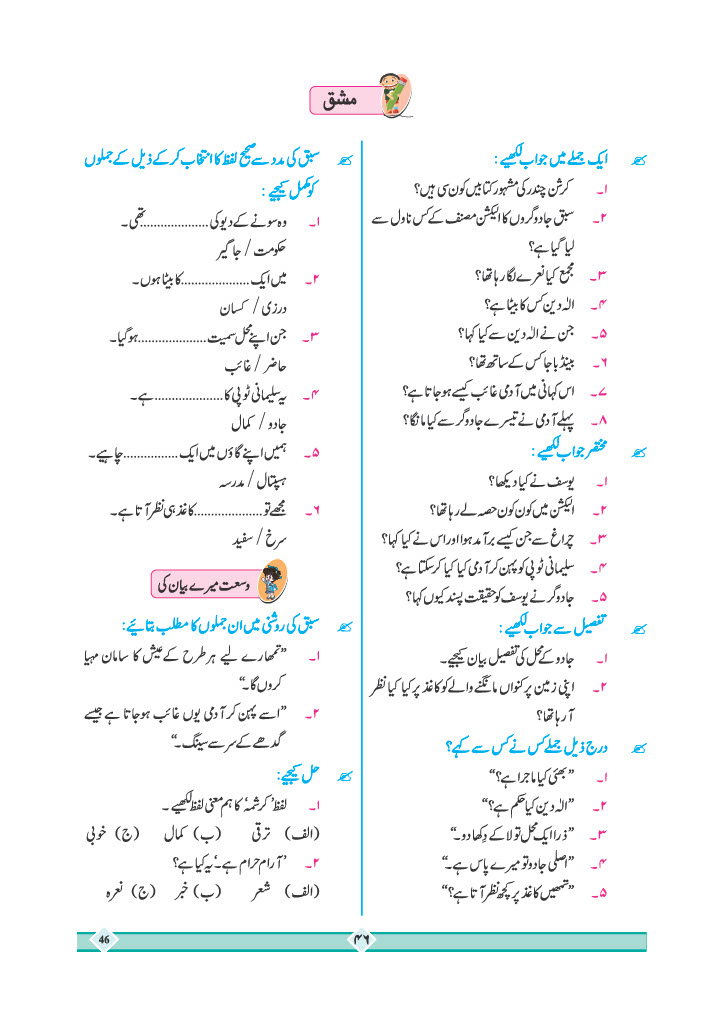 مشق
ایک جملے میں جواب لکھیے :
۱۔ کرشن چندر کی مشہور کتابیں کون سی ہیں؟
۲۔ سبق جادوگروں کا الیکشن مصنف کے کس ناول سے
لیا گیا ہے؟
۳۔ مجمع کیا نعرے لگا رہا تھا؟
۴۔ الہٰ دین کس کا بیٹا ہے؟
۵۔ جن نے الہٰ دین سے کیا کہا؟
۶۔ بینڈ باجا کس کے ساتھ تھا؟
۷۔ اس کہانی میں آدمی غائب کیسے ہو جاتا ہے؟
۸۔ پہلے آدمی نے تیسرے جادوگر سے کیا مانگا؟
مختصر جواب لکھیے :
۱۔ یوسف نے کیا دیکھا؟
۲۔ الیکشن میں کون کون حصہ لے رہا تھا؟
۳۔ چراغ سے جن کیسے برآمد ہوا اور اس نے کیا کہا؟
۴۔ سلیمانی ٹوپی کو پہن کر آدمی کیا کیا کرسکتا ہے؟
۵۔ جادوگر نے یوسف کو حقیقت پسند کیوں کہا؟
تفصیل سے جواب لکھیے :
۱۔ جادو کے محل کی تفصیل بیان کیجیے۔
۲۔ اپنی زمین پر کنواں مانگنے والے کو کاغذ پر کیا کیا نظر
آرہا تھا؟
درج ذیل جملے کس نے کس سے کہے؟
۱۔ ”بھئی کیا ماجرا ہے؟“
۲۔ ”الہٰ دین کیا حکم ہے؟“
۳۔ ”ذرا ایک محل تو لا کے دِکھا دو۔“
۴۔ ”اصلی جادو تو میرے پاس ہے۔“
۵۔ ”تمھیں کاغذ پر کچھ نظر آتا ہے؟“
سبق کی مدد سے صحیح لفظ کا انتخاب کرکے ذیل کے جملوں
کو مکمل کیجیے :
۱۔ وہ سونے کے دیو کی .................... تھی۔
حکومت / جاگیر
۲۔ میں ایک .................... کا بیٹا ہوں۔
درزی / کسان
۳۔ جن اپنے محل سمیت .................... ہو گیا۔
حاضر / غائب
۴۔ یہ سلیمانی ٹوپی کا .................... ہے۔
جادو / کمال
۵۔ ہمیں اپنے گاؤں میں ایک ................ چاہیے۔
ہسپتال / مدرسہ
۶۔ مجھے تو .................... کاغذ ہی نظر آتا ہے۔
سرخ / سفید
وسعت میرے بیان کی
سبق کی روشنی میں ان جملوں کا مطلب بتائیے :
۱۔ ”تمھارے لیے ہر طرح کے عیش کا سامان مہیا
کروں گا۔“
۲۔ ”اسے پہن کر آدمی یوں غائب ہو جاتا ہے جیسے
گدھے کے سر سے سینگ۔“
حل کیجیے :
۱۔ لفظ ’کرشمہ‘ کا ہم معنی لفظ لکھیے ۔
(الف) ترقی (ب) کمال (ج) خوبی
۲۔ ’آرام حرام ہے۔‘ یہ کیا ہے؟
(الف) شعر (ب) خبر (ج) نعرہ
۴۶
46